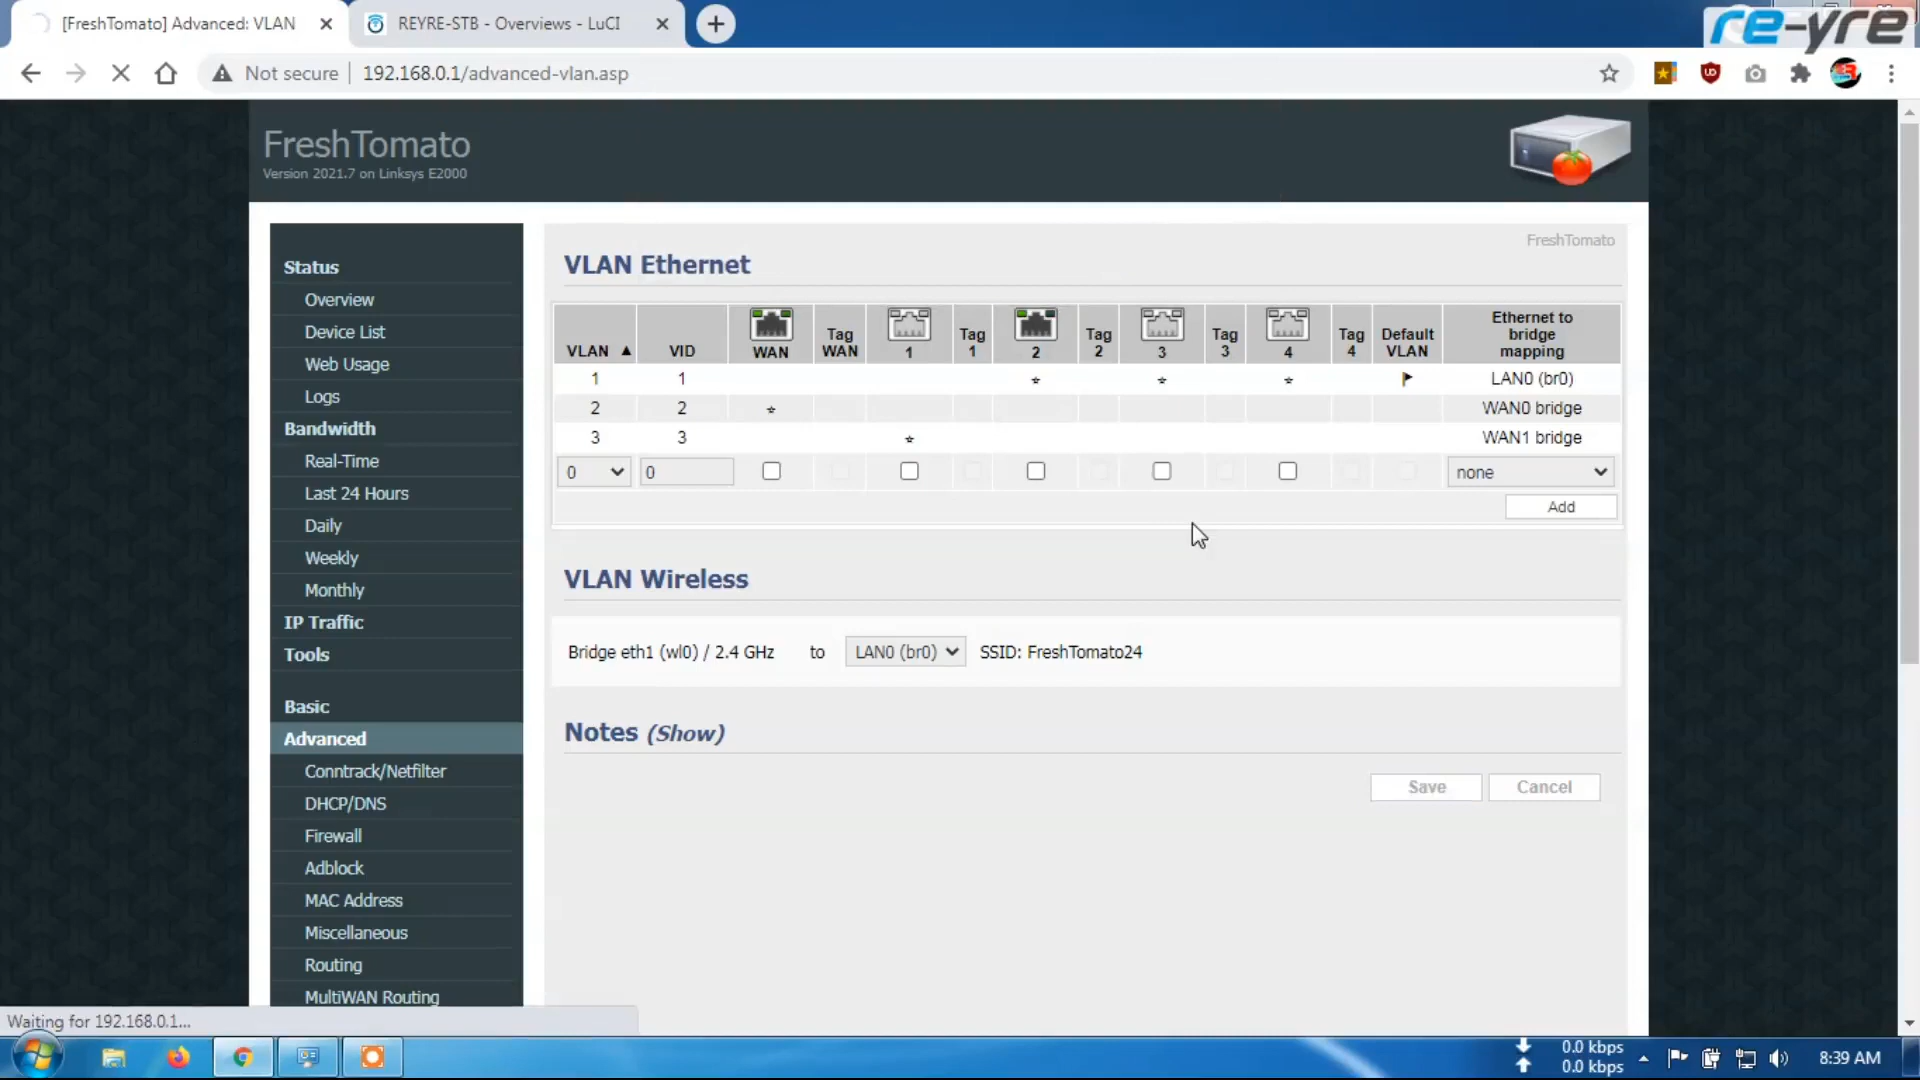 [FreshTomato] Advanced: VLAN
REYRE-STB - Overviews - LuCI
re-yre
Not secure
192.168.0.1/advanced-vlan.asp
FreshTomato
Version 2021.7 on Linksys E2000
FreshTomato
Status
Overview
Device List
Web Usage
Logs
Bandwidth
Real-Time
Last 24 Hours
Daily
Weekly
Monthly
IP Traffic
Tools
Basic
Advanced
Conntrack/Netfilter
DHCP/DNS
Firewall
Adblock
MAC Address
Miscellaneous
Routing
MultiWAN Routing
VLAN Ethernet
VLAN ▲ VID WAN Tag WAN 1 Tag 1 2 Tag 2 3 Tag 3 4 Tag 4 Default VLAN Ethernet to bridge mapping
1 1 * * * LAN0 (br0)
2 2 * WAN0 bridge
3 3 * WAN1 bridge
0 0 none
Add
VLAN Wireless
Bridge eth1 (wl0) / 2.4 GHz to LAN0 (br0) SSID: FreshTomato24
Notes (Show)
Save Cancel
Waiting for 192.168.0.1...
0.0 kbps
0.0 kbps
8:39 AM